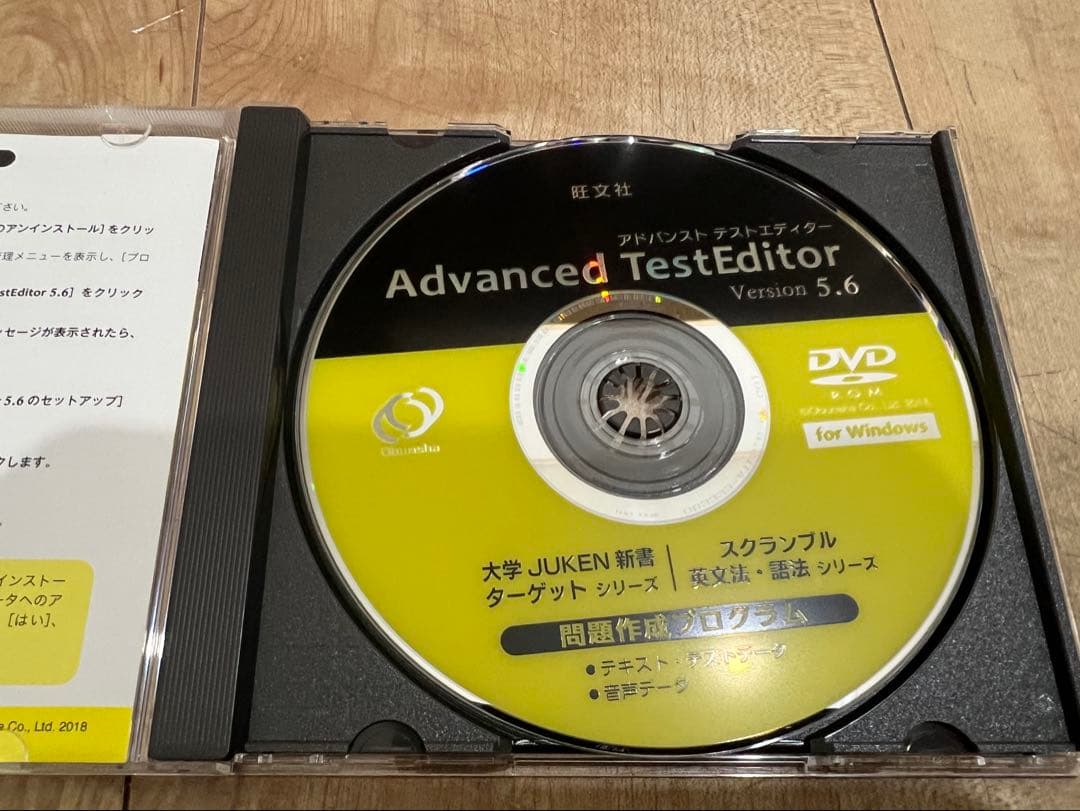 さい。
のアンインストール] をクリッ
管理メニューを表示し、[プロ
stEditor 5.6] をクリック
ッセージが表示されたら、
5.6 のセットアップ]
クします。
インストー
ータへのア
[はい]、
Co., Ltd. 2018
旺文社
アドバンスト テストエディター
Advanced TestEditor
Version 5.6
DVD
ROM
for Windows
Obunsha
大学 JUKEN 新書
ターゲット シリーズ
スクランブル
英文法・語法 シリーズ
問題作成プログラム
●テキスト・テストデータ
●音声データ